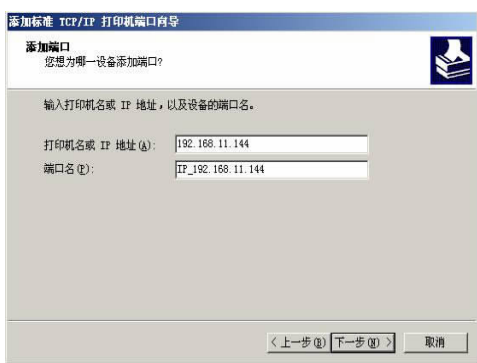 添加标准 TCP/IP 打印机端口向导
添加端口
您想为哪一设备添加端口?
输入打印机名或 IP 地址，以及设备的端口名。
打印机名或 IP 地址(A): 192.168.11.144
端口名(P): IP_192.168.11.144
< 上一步(B) 下一步(N) > 取消